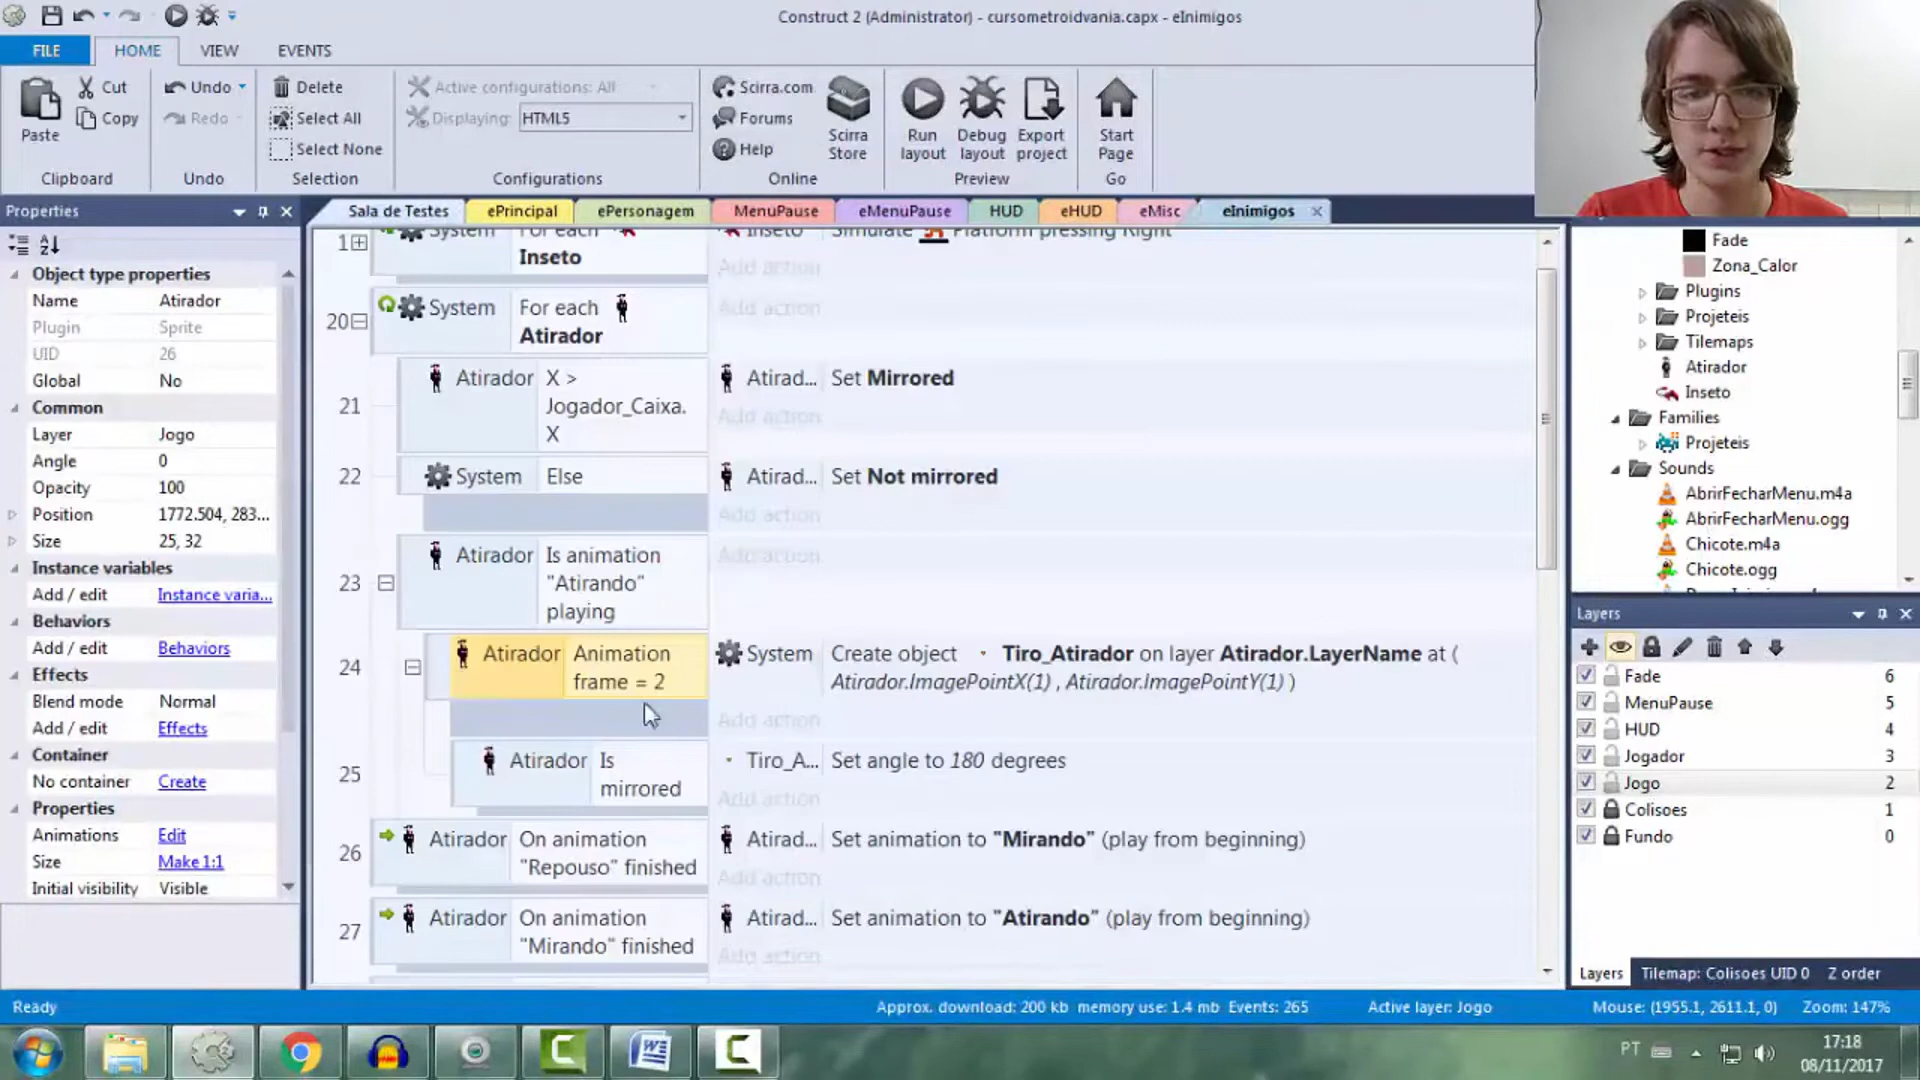 Construct 2 (Administrator) - cursometroidvania.capx - eInimigos
FILE
HOME
VIEW
EVENTS
Paste
Cut
Copy
Clipboard
Undo
Redo
Undo
Delete
Select All
Select None
Selection
Active configurations: All
Displaying:
HTML5
Configurations
Scirra.com
Forums
Help
Scirra
Store
Online
Run
layout
Debug
layout
Export
project
Preview
Start
Page
Go
Properties
Sala de Testes
ePrincipal
ePersonagem
MenuPause
eMenuPause
HUD
eHUD
eMisc
eInimigos
Object type properties
Name Atirador
Plugin Sprite
UID 26
Global No
Common
Layer Jogo
Angle 0
Opacity 100
Position 1772.504, 283...
Size 25, 32
Instance variables
Add / edit Instance varia...
Behaviors
Add / edit Behaviors
Effects
Blend mode Normal
Add / edit Effects
Container
No container Create
Properties
Animations Edit
Size Make 1:1
Initial visibility Visible
1 System For each Inseto Simulate Platform pressing Right
Inseto
Add action
20 System For each Add action
Atirador
21 Atirador X > Atirad... Set Mirrored
Jogador_Caixa. Add action
X
22 System Else Atirad... Set Not mirrored
Add action
23 Atirador Is animation Add action
"Atirando"
playing
24 Atirador Animation System Create object Tiro_Atirador on layer Atirador.LayerName at (
frame = 2 Atirador.ImagePointX(1) , Atirador.ImagePointY(1) )
Add action
25 Atirador Is Tiro_A... Set angle to 180 degrees
mirrored Add action
26 Atirador On animation Atirad... Set animation to "Mirando" (play from beginning)
"Repouso" finished Add action
27 Atirador On animation Atirad... Set animation to "Atirando" (play from beginning)
"Mirando" finished Add action
Fade
Zona_Calor
Plugins
Projeteis
Tilemaps
Atirador
Inseto
Families
Projeteis
Sounds
AbrirFecharMenu.m4a
AbrirFecharMenu.ogg
Chicote.m4a
Chicote.ogg
Layers
Fade 6
MenuPause 5
HUD 4
Jogador 3
Jogo 2
Colisoes 1
Fundo 0
Layers
Tilemap: Colisoes UID 0
Z order
Ready
Approx. download: 200 kb memory use: 1.4 mb Events: 265
Active layer: Jogo
Mouse: (1955.1, 2611.1, 0)
Zoom: 147%
PT
17:18
08/11/2017